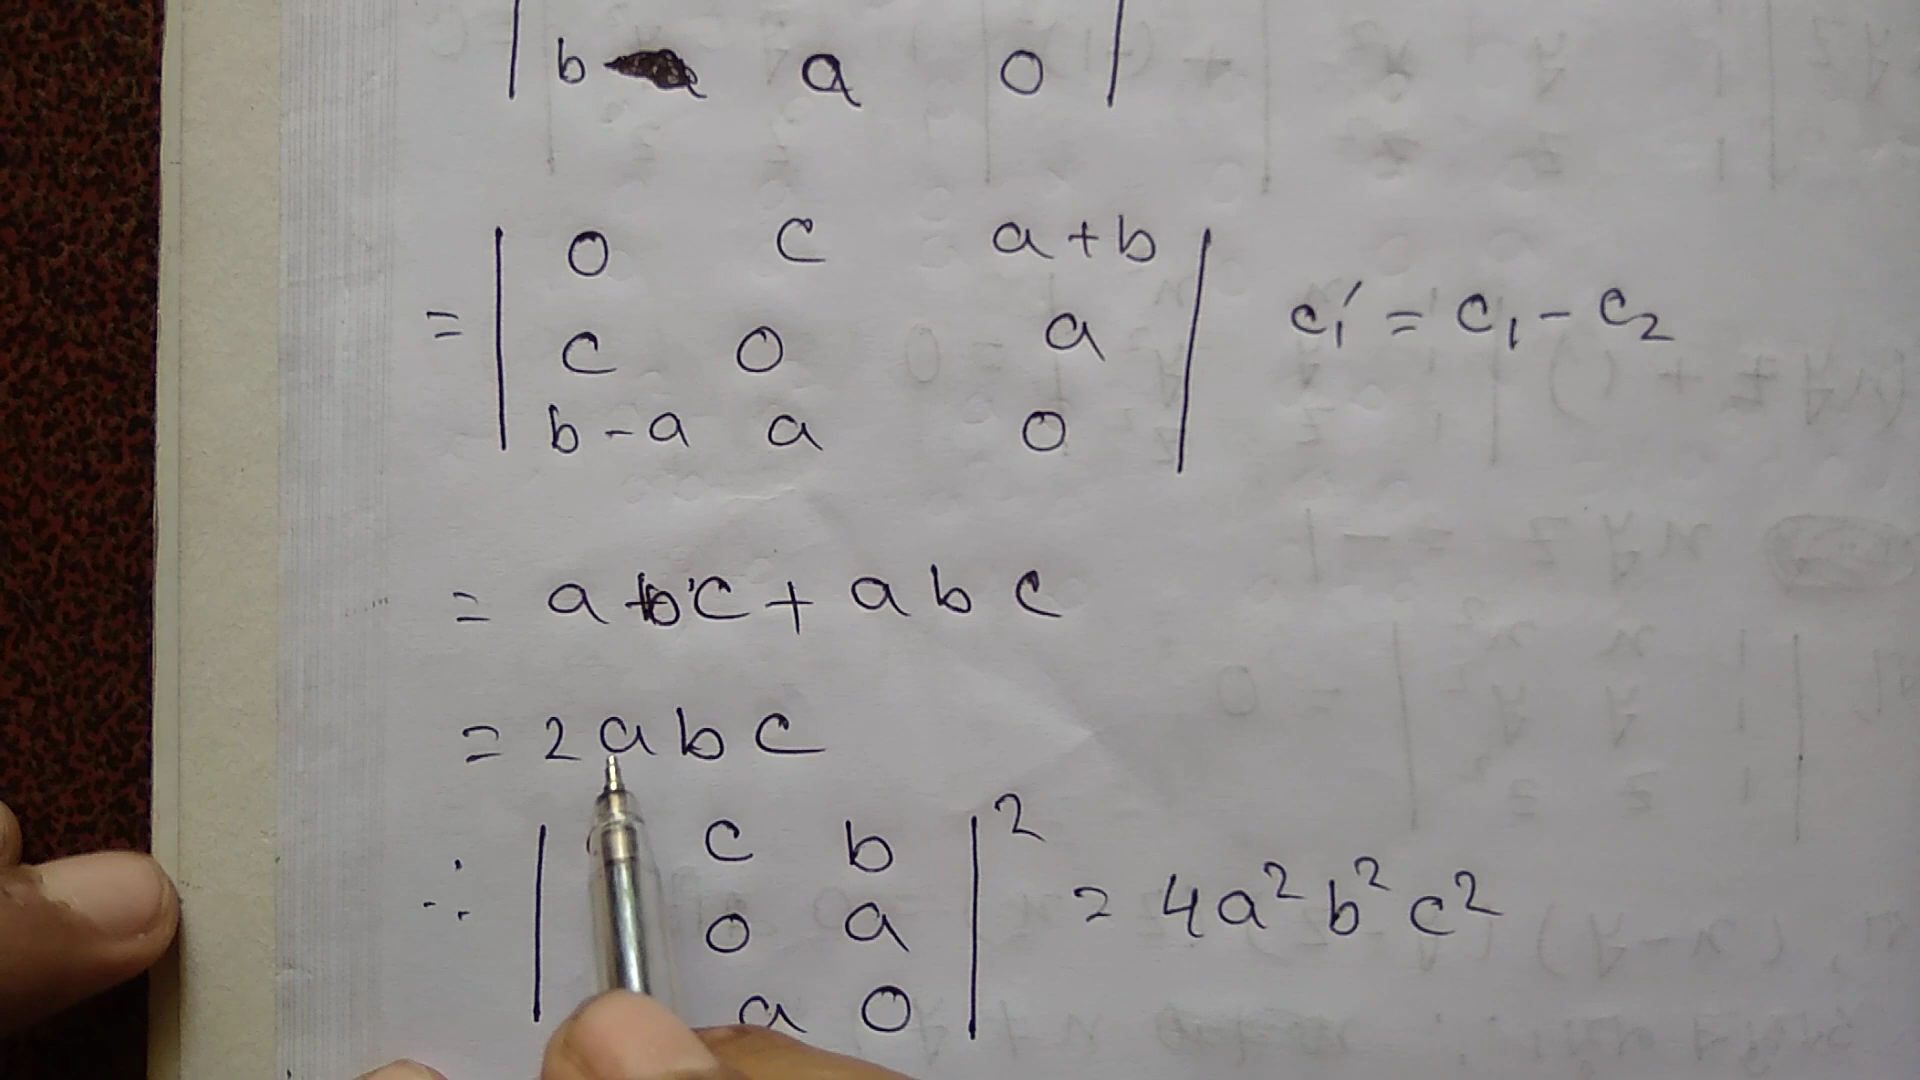 | b a 0 |
| 0 c a+b |
= | c 0 a | c₁′ = c₁ - c₂
| b-a a 0 |
= abc + abc
= 2abc
| c b |²
∴ | 0 a | = 4a²b²c²
| a 0 |